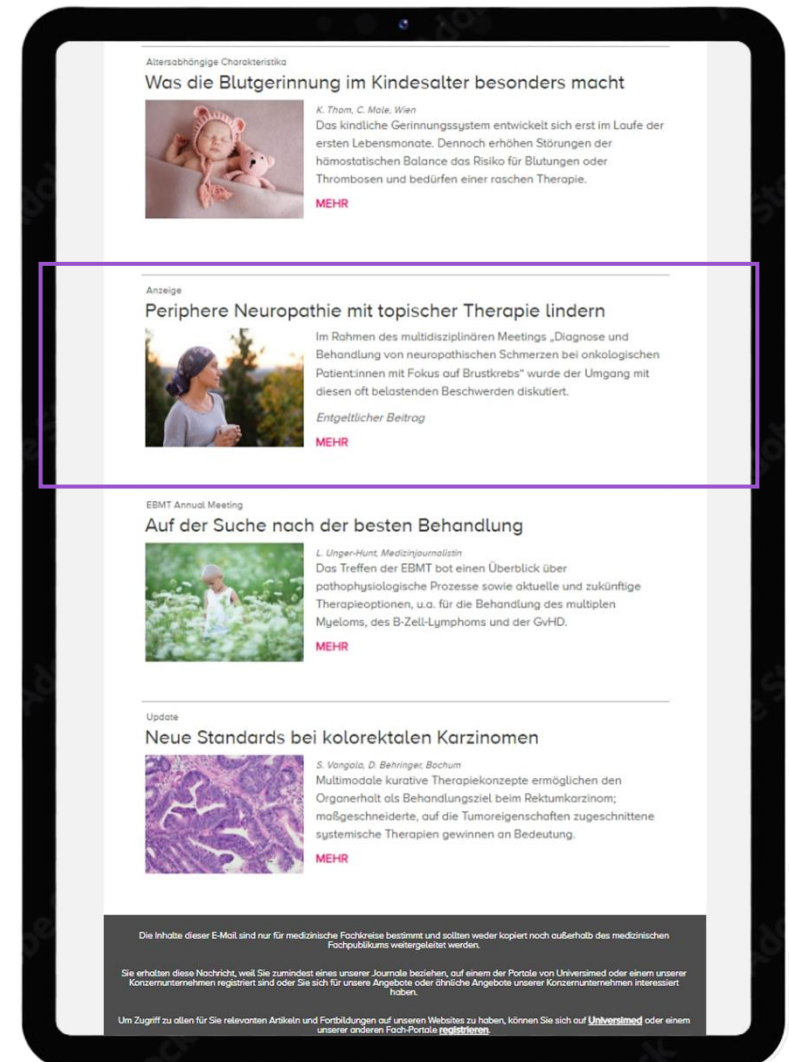 Altersabhängige Charakteristika
Was die Blutgerinnung im Kindesalter besonders macht
K. Thom, C. Male, Wien
Das kindliche Gerinnungssystem entwickelt sich erst im Laufe der
ersten Lebensmonate. Dennoch erhöhen Störungen der
hämostatischen Balance das Risiko für Blutungen oder
Thrombosen und bedürfen einer raschen Therapie.
MEHR
Anzeige
Periphere Neuropathie mit topischer Therapie lindern
Im Rahmen des multidisziplinären Meetings „Diagnose und
Behandlung von neuropathischen Schmerzen bei onkologischen
Patient:innen mit Fokus auf Brustkrebs“ wurde der Umgang mit
diesen oft belastenden Beschwerden diskutiert.
Entgeltlicher Beitrag
MEHR
EBMT Annual Meeting
Auf der Suche nach der besten Behandlung
L. Unger-Hunt, Medizinjournalistin
Das Treffen der EBMT bot einen Überblick über
pathophysiologische Prozesse sowie aktuelle und zukünftige
Therapieoptionen, u.a. für die Behandlung des multiplen
Myeloms, des B-Zell-Lymphoms und der GvHD.
MEHR
Update
Neue Standards bei kolorektalen Karzinomen
S. Vangala, D. Behringer, Bochum
Multimodale kurative Therapiekonzepte ermöglichen den
Organerhalt als Behandlungsziel beim Rektumkarzinom;
maßgeschneiderte, auf die Tumoreigenschaften zugeschnittene
systemische Therapien gewinnen an Bedeutung.
MEHR
Die Inhalte dieser E-Mail sind nur für medizinische Fachkreise bestimmt und sollten weder kopiert noch außerhalb des medizinischen
Fachpublikums weitergeleitet werden.
Sie erhalten diese Nachricht, weil Sie zumindest eines unserer Journale beziehen, auf einem der Portale von Universimed oder einem unserer
Konzernunternehmen registriert sind oder Sie sich für unsere Angebote oder ähnliche Angebote unserer Konzernunternehmen interessiert
haben.
Um Zugriff zu allen für Sie relevanten Artikeln und Fortbildungen auf unseren Websites zu haben, können Sie sich auf Universimed oder einem
unserer anderen Fach-Portale registrieren.